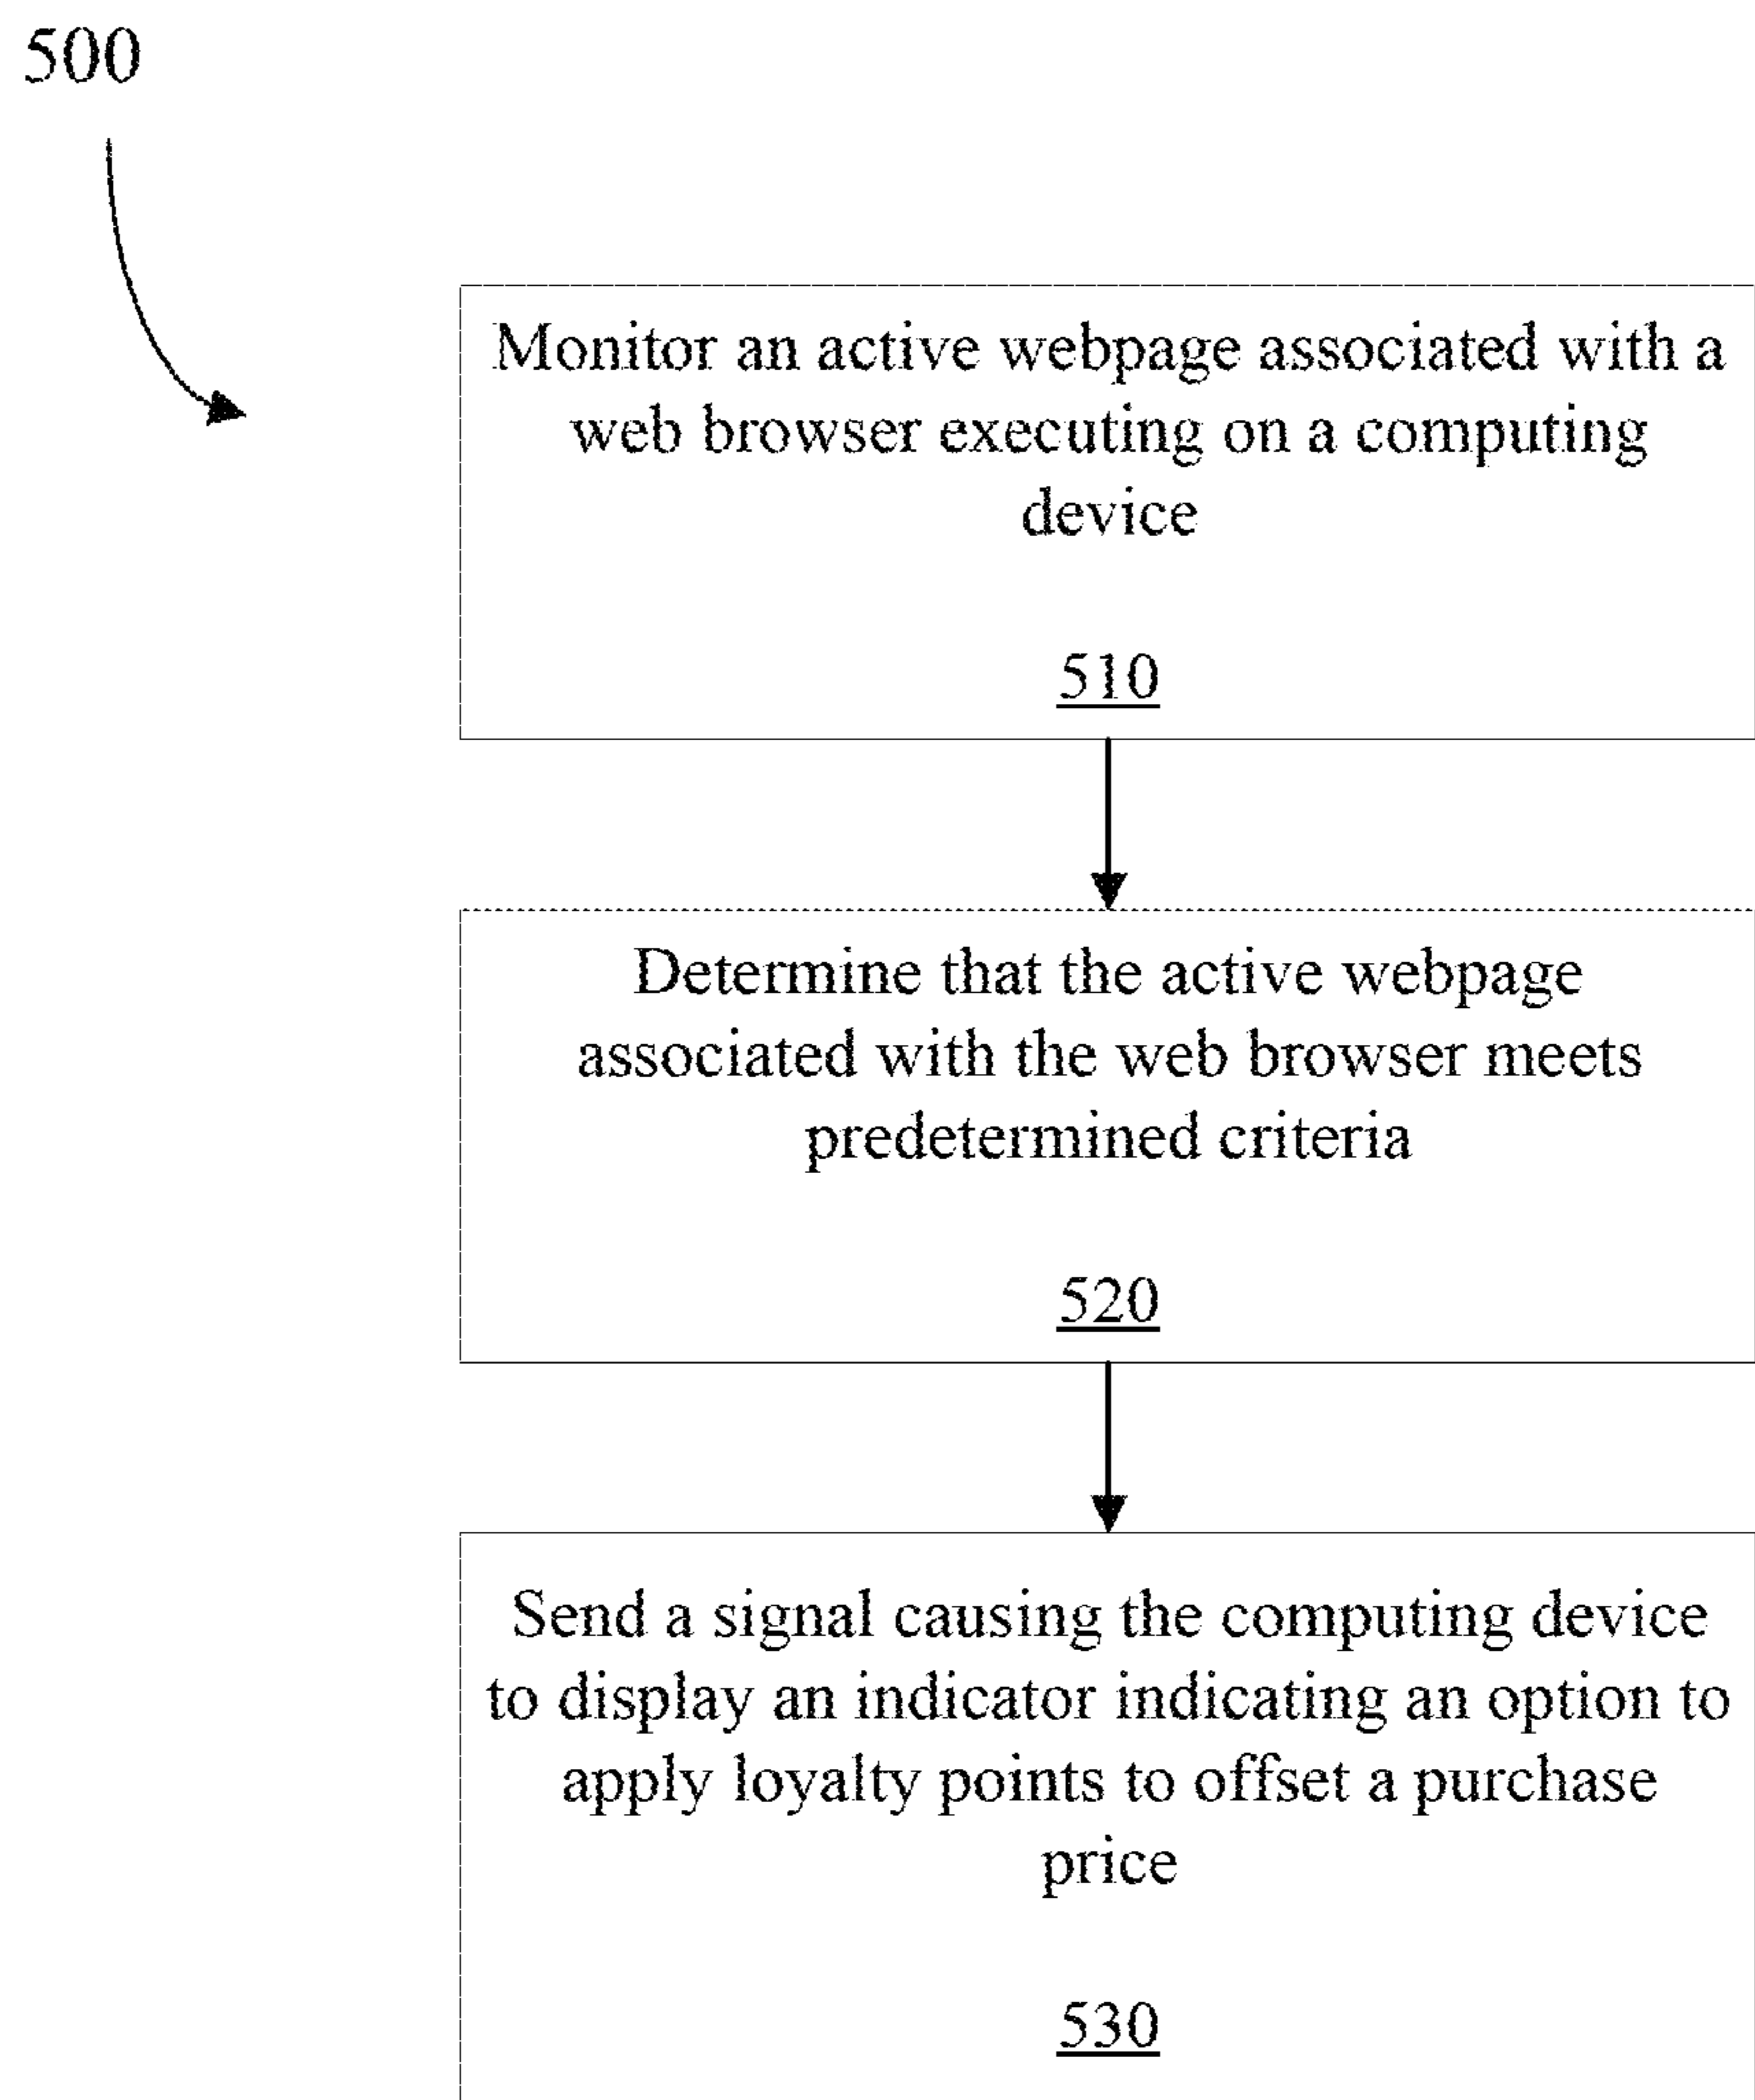 500
Monitor an active webpage associated with a
web browser executing on a computing
device
510
Determine that the active webpage
associated with the web browser meets
predetermined criteria
520
Send a signal causing the computing device
to display an indicator indicating an option to
apply loyalty points to offset a purchase
price
530